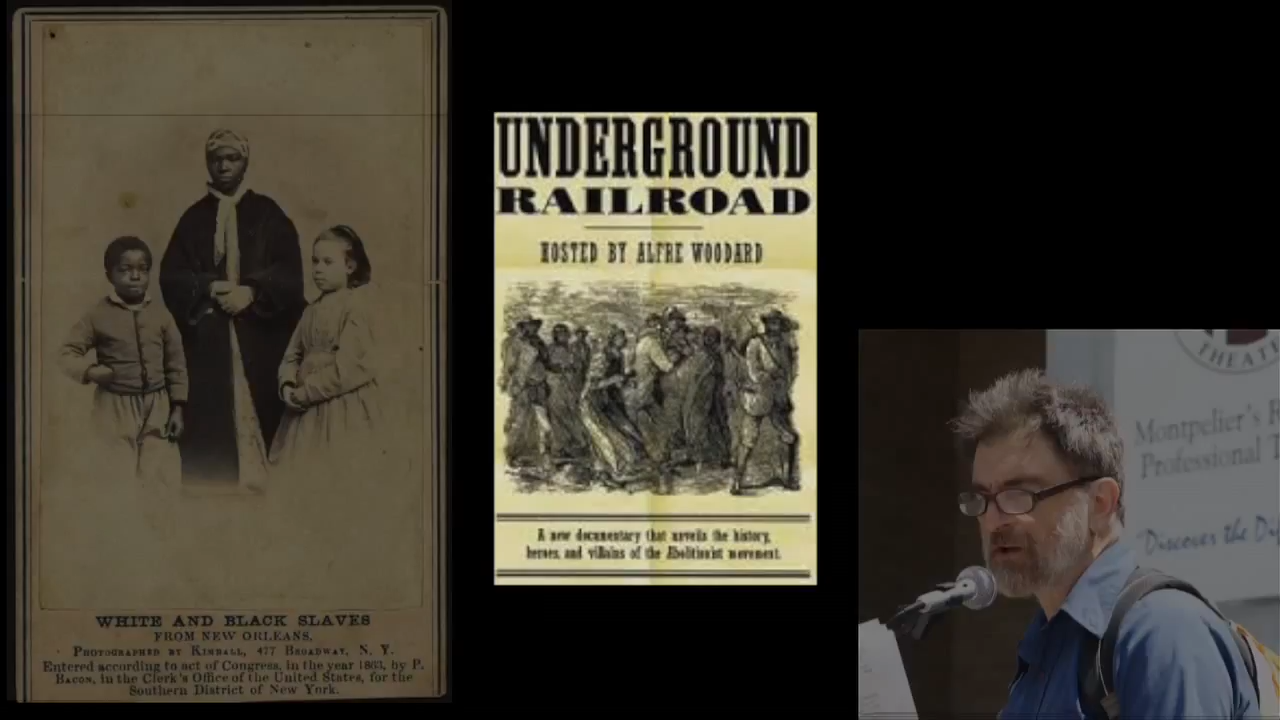 WHITE AND BLACK SLAVES
FROM NEW ORLEANS,
PHOTOGRAPHED BY KIMBALL, 477 BROADWAY, N. Y.
Entered according to act of Congress, in the year 1863, by P.
BACON, in the Clerk's Office of the United States, for the
Southern District of New York.
UNDERGROUND
RAILROAD
HOSTED BY ALFRE WOODARD
A new documentary that unveils the history,
heroes, and villains of the Abolitionist movement.
Montpelier's
Professional
"Discover the